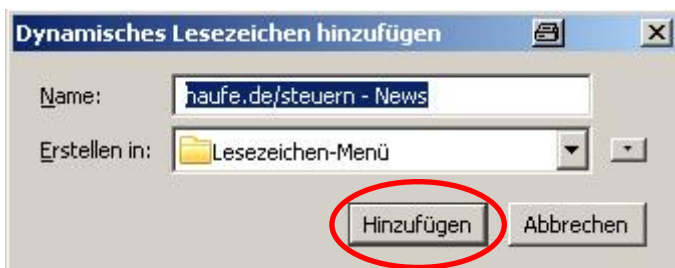 Dynamisches Lesezeichen hinzufügen
Name: haufe.de/steuern - News
Erstellen in: Lesezeichen-Menü
Hinzufügen Abbrechen